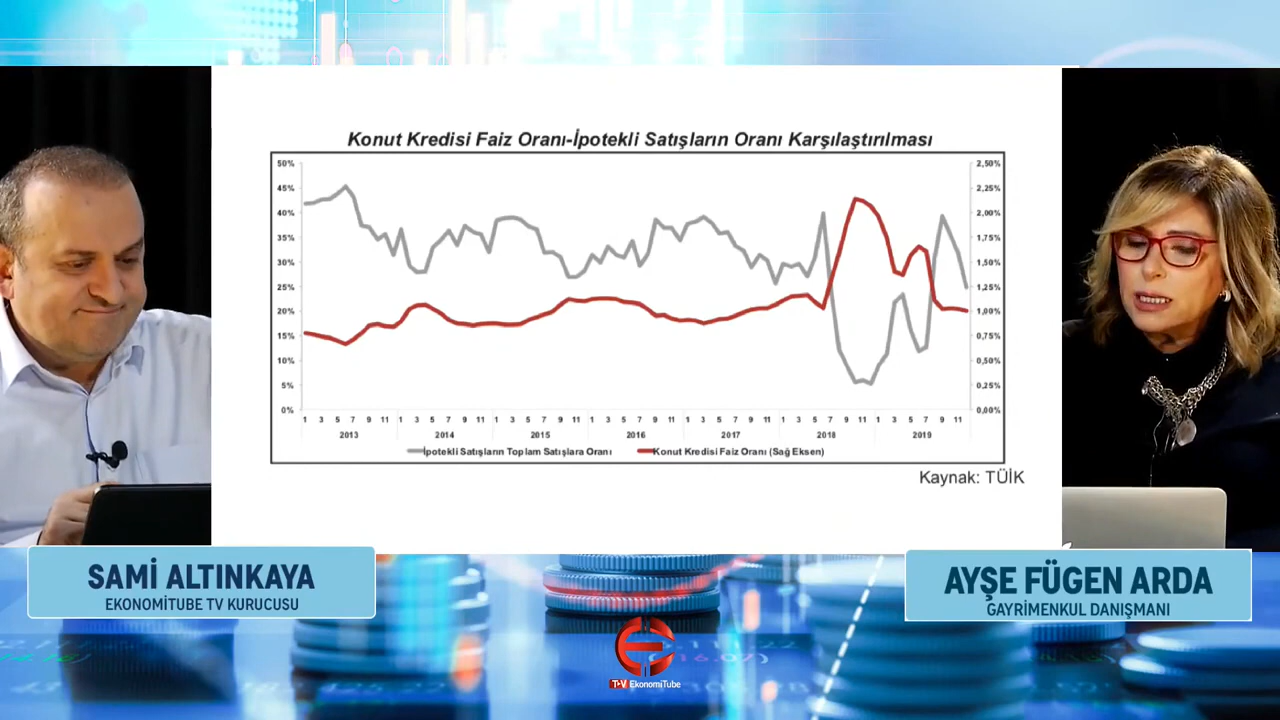 Konut Kredisi Faiz Oranı-İpotekli Satışların Oranı Karşılaştırılması
50% 2,50%
45% 2,25%
40% 2,00%
35% 1,75%
30% 1,50%
25% 1,25%
20% 1,00%
15% 0,75%
10% 0,50%
5% 0,25%
0% 0,00%
1 3 5 7 9 11 1 3 5 7 9 11 1 3 5 7 9 11 1 3 5 7 9 11 1 3 5 7 9 11 1 3 5 7 9 11 1 3 5 7 9 11
2013 2014 2015 2016 2017 2018 2019
İpotekli Satışların Toplam Satışlara Oranı Konut Kredisi Faiz Oranı (Sağ Eksen)
Kaynak: TÜİK
SAMİ ALTINKAYA
EKONOMİTUBE TV KURUCUSU
AYŞE FÜGEN ARDA
GAYRİMENKUL DANIŞMANI
TV EkonomiTube